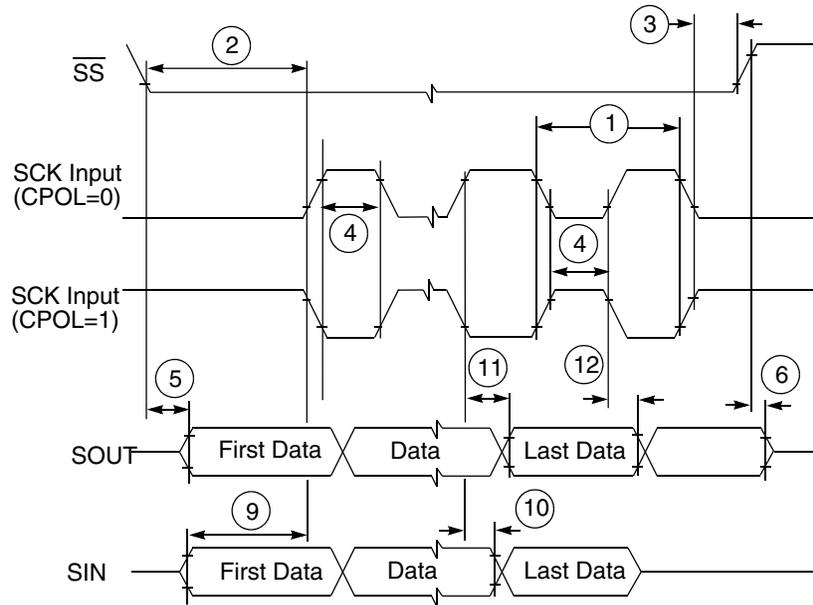 2
3
SS
1
SCK Input
(CPOL=0)
4
4
SCK Input
(CPOL=1)
5
11
12
6
SOUT
First Data
Data
Last Data
9
10
SIN
First Data
Data
Last Data